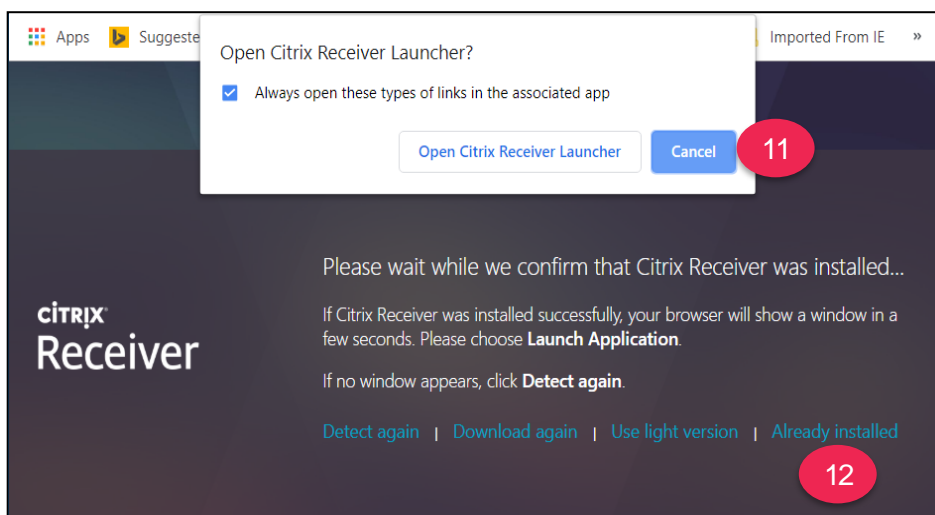 Apps Suggeste Imported From IE »
Open Citrix Receiver Launcher?
Always open these types of links in the associated app
Open Citrix Receiver Launcher Cancel 11
Please wait while we confirm that Citrix Receiver was installed...
CİTRIX
Receiver
If Citrix Receiver was installed successfully, your browser will show a window in a
few seconds. Please choose Launch Application.
If no window appears, click Detect again.
Detect again | Download again | Use light version | Already installed
12